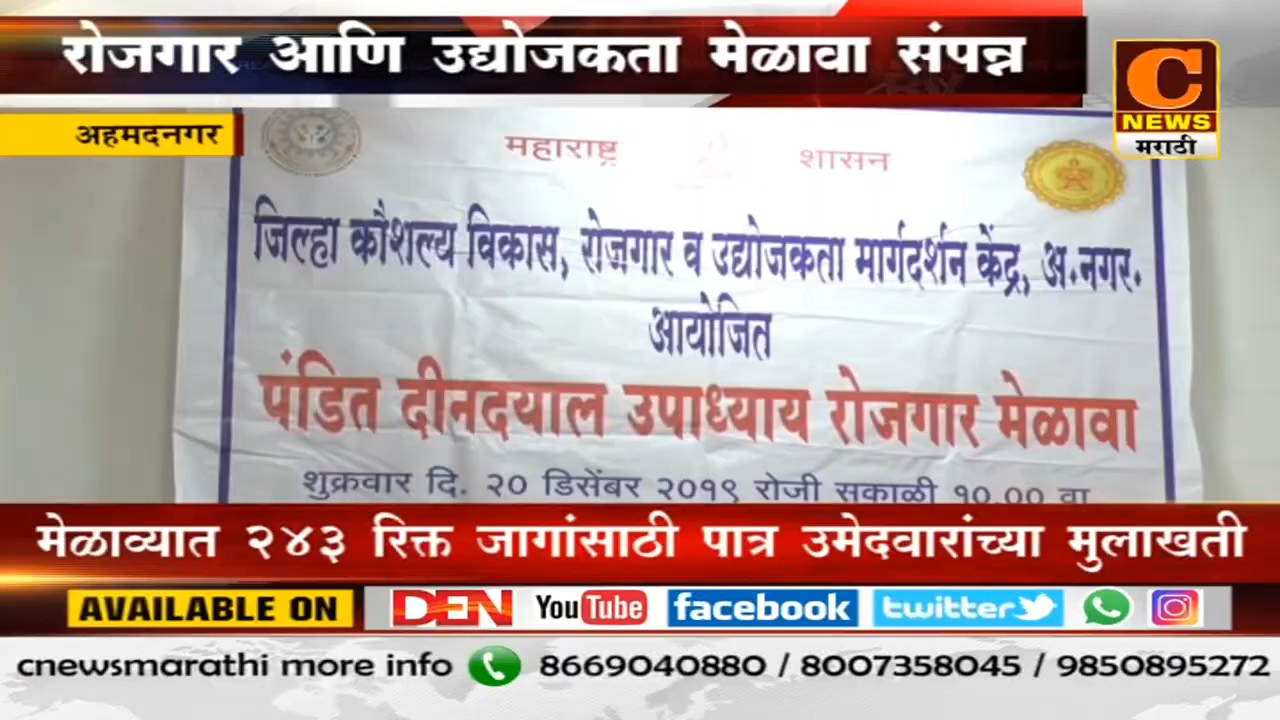 रोजगार आणि उद्योजकता मेळावा संपन्न
C
NEWS
मराठी
अहमदनगर
महाराष्ट्र शासन
जिल्हा कौशल्य विकास, रोजगार व उद्योजकता मार्गदर्शन केंद्र, अ.नगर.
आयोजित
पंडित दीनदयाल उपाध्याय रोजगार मेळावा
शुक्रवार दि. २० डिसेंबर २०१९ रोजी सकाळी १०.०० वा
मेळाव्यात २४३ रिक्त जागांसाठी पात्र उमेदवारांच्या मुलाखती
AVAILABLE ON DEN YouTube facebook twitter
cnewsmarathi more info 8669040880 / 8007358045 / 9850895272